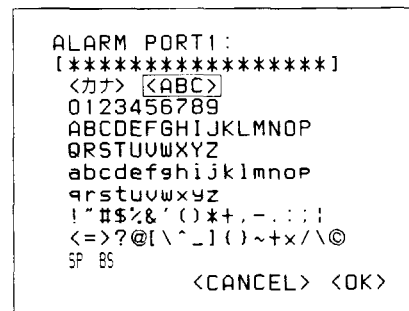 ALARM PORT1:
[*****************]
<カナ> <ABC>
0123456789
ABCDEFGHIJKLMNOP
QRSTUVWXYZ
abcdefghijklmnop
qrstuvwxyz
!"#$%&'()*+,-.:;¦
<=>?@[\^_]{}~+×/\©
SP BS
<CANCEL> <OK>